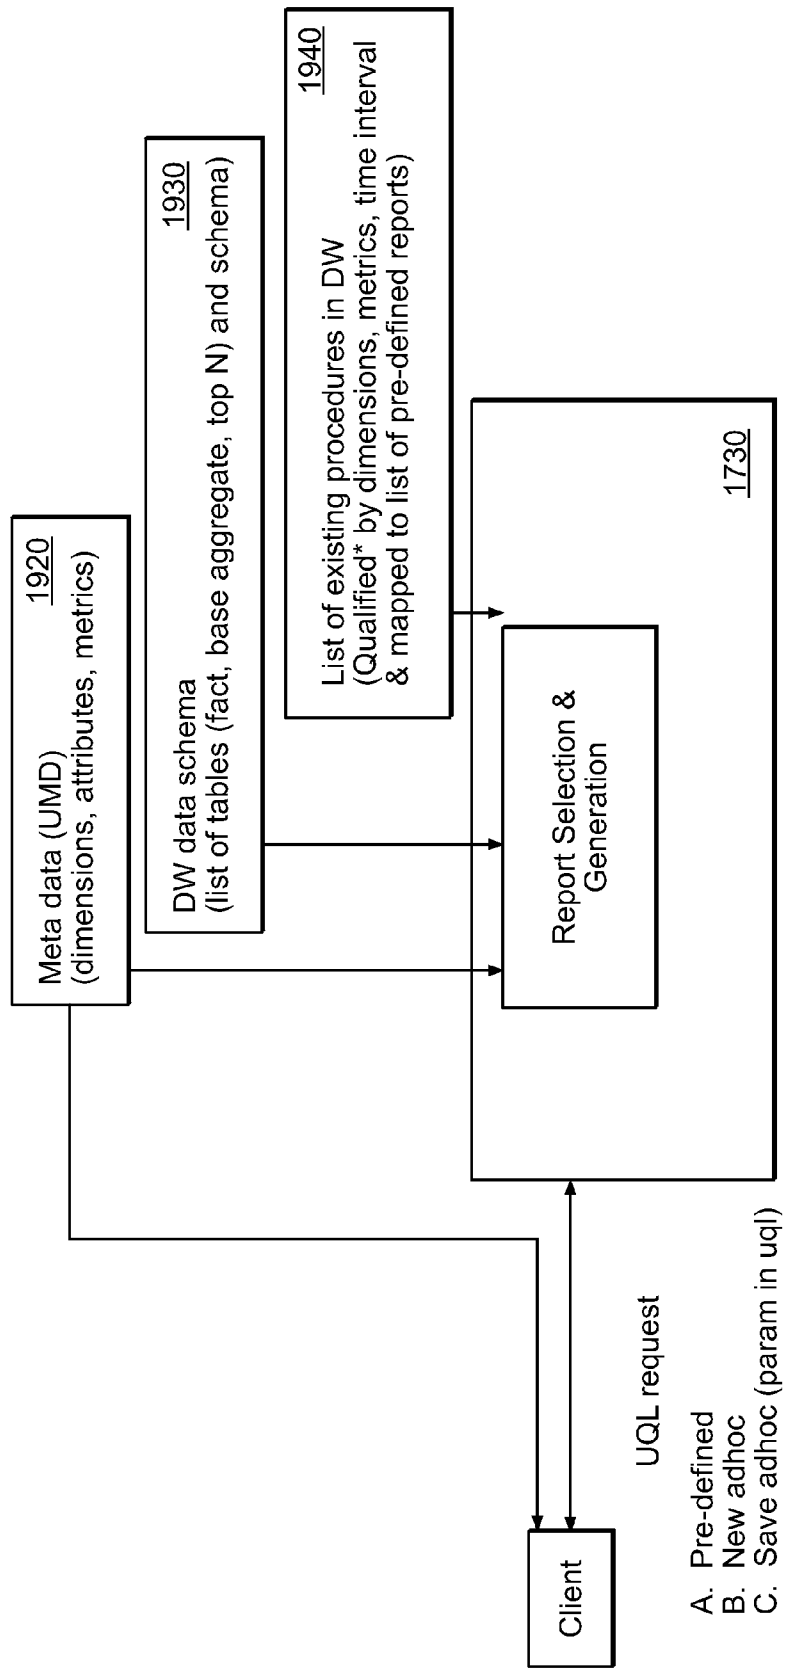 Meta data (UMD)
(dimensions, attributes, metrics)
1920
DW data schema
(list of tables (fact, base aggregate, top N) and schema)
1930
List of existing procedures in DW
(Qualified* by dimensions, metrics, time interval
& mapped to list of pre-defined reports)
1940
Report Selection &
Generation
1730
Client
UQL request
A. Pre-defined
B. New adhoc
C. Save adhoc (param in uql)